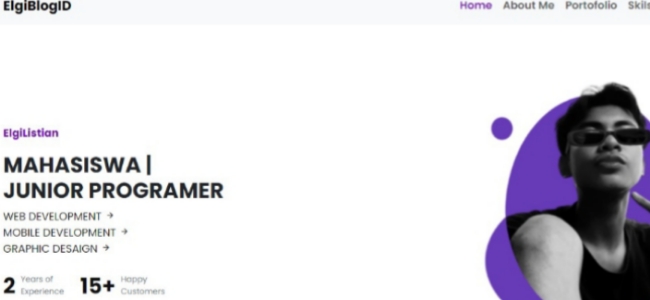 ElgiBlogID
Home About Me Portofolio Skils
ElgiListian
MAHASISWA |
JUNIOR PROGRAMER
WEB DEVELOPMENT →
MOBILE DEVELOPMENT →
GRAPHIC DESAIGN →
2 Years of Experience 15+ Happy Customers